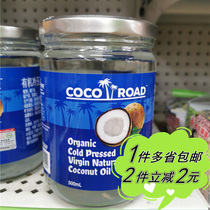 COCO ROAD
Organic
Cold Pressed
Virgin Natural
Coconut Oil
500mL
1件多省包邮
2件立减2元